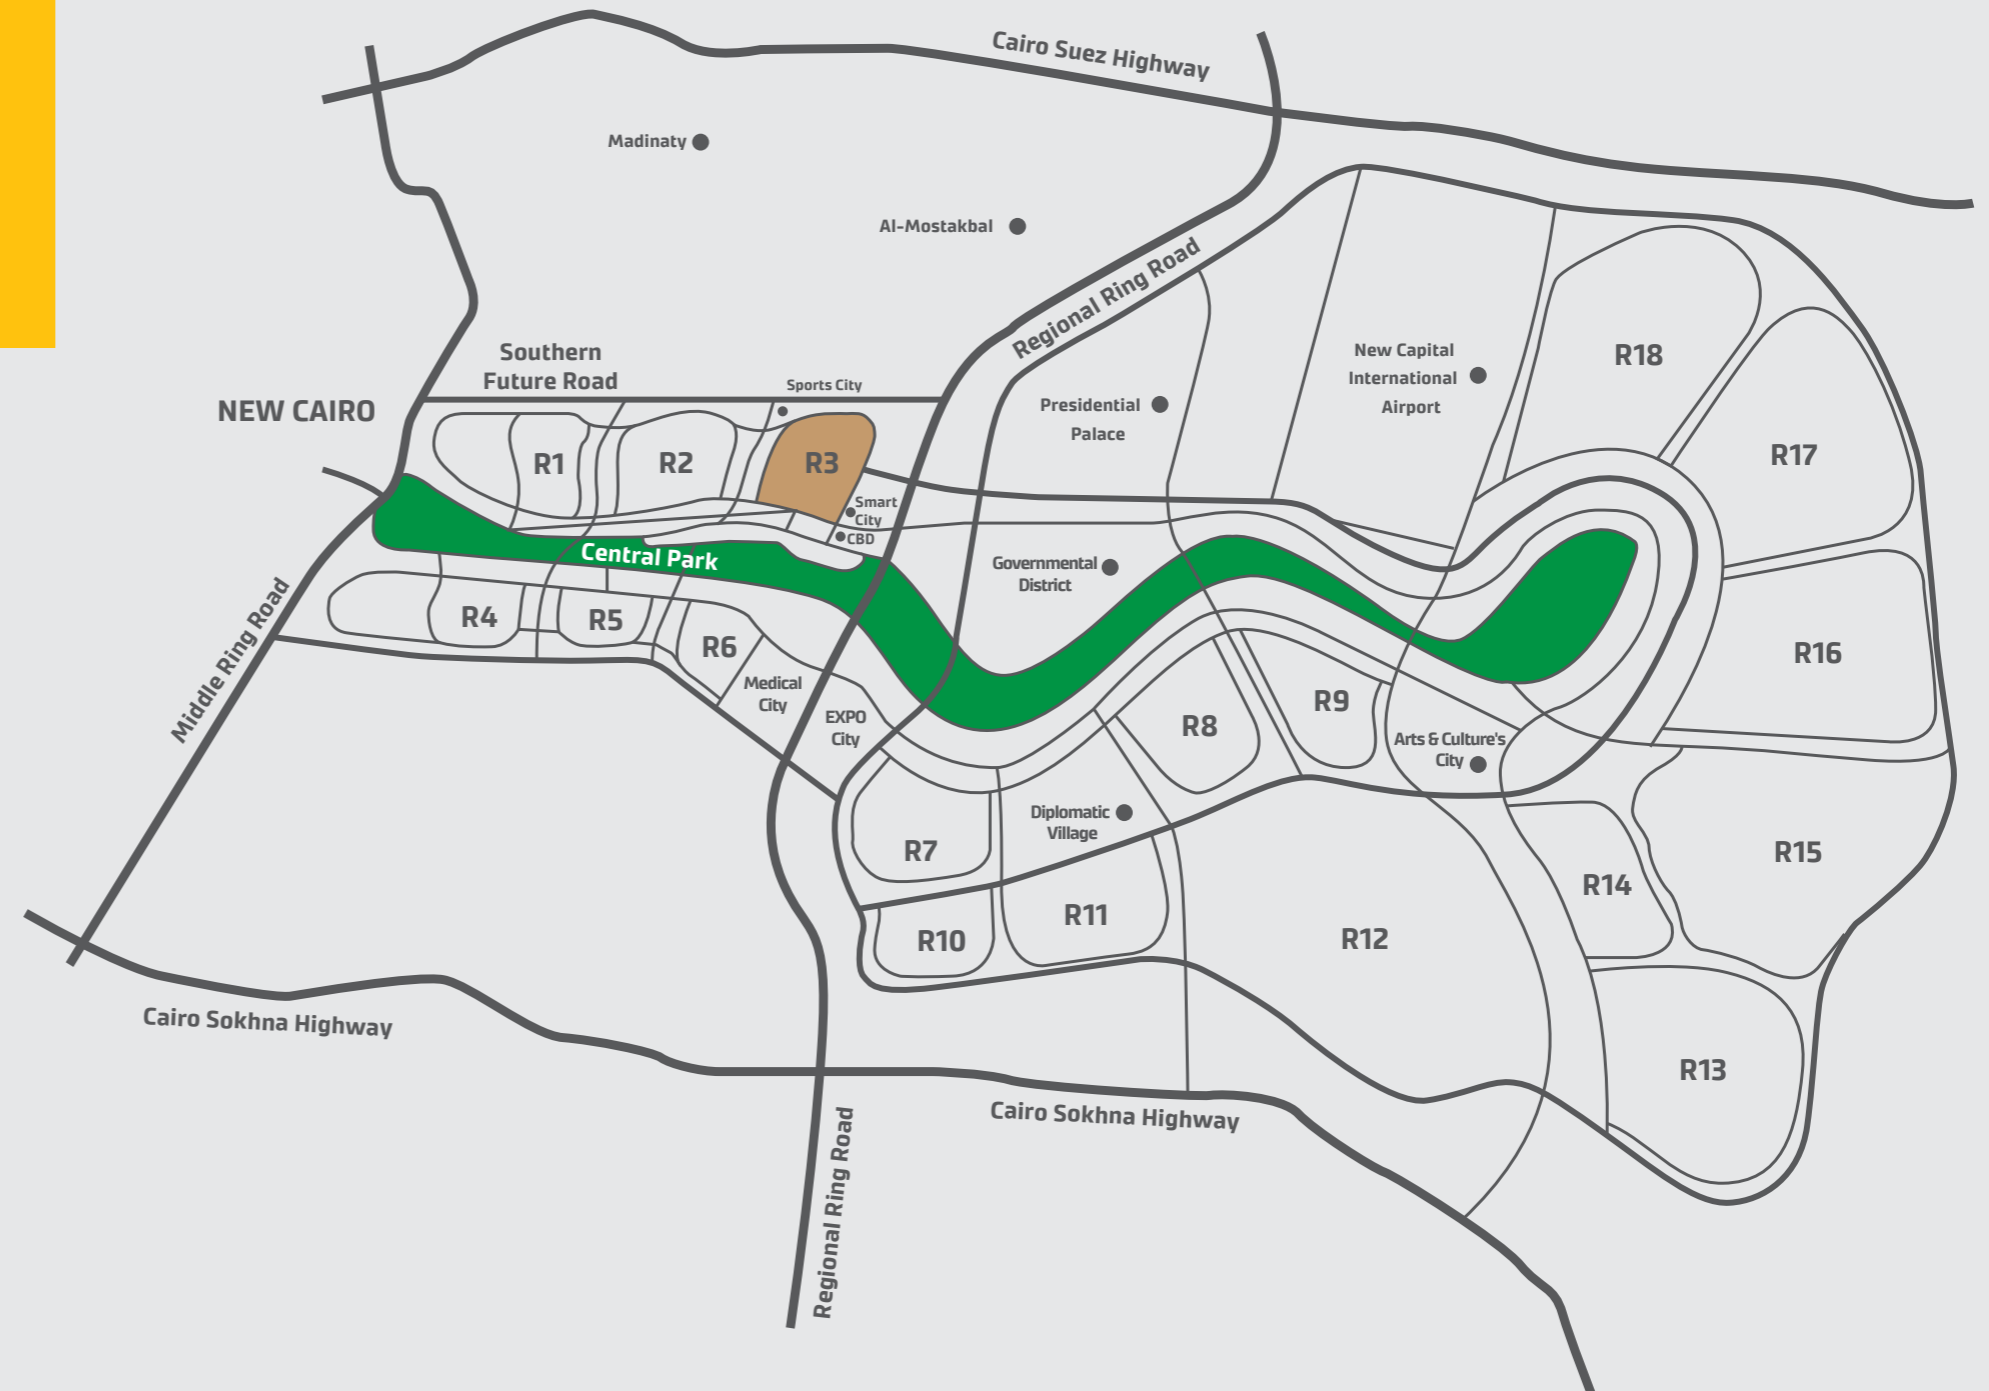 Cairo Suez Highway
Madinaty
Al-Mostakbal
Regional Ring Road
Southern
Future Road
NEW CAIRO
Sports City
New Capital
International
Airport
Presidential
Palace
R18
R17
R1
R2
R3
Smart
City
CBD
Central Park
Governmental
District
R4
R5
R6
Medical
City
EXPO
City
R16
R9
R8
Arts & Culture's
City
Middle Ring Road
Diplomatic
Village
R7
R15
R14
R11
R10
R12
Cairo Sokhna Highway
R13
Cairo Sokhna Highway
Regional Ring Road